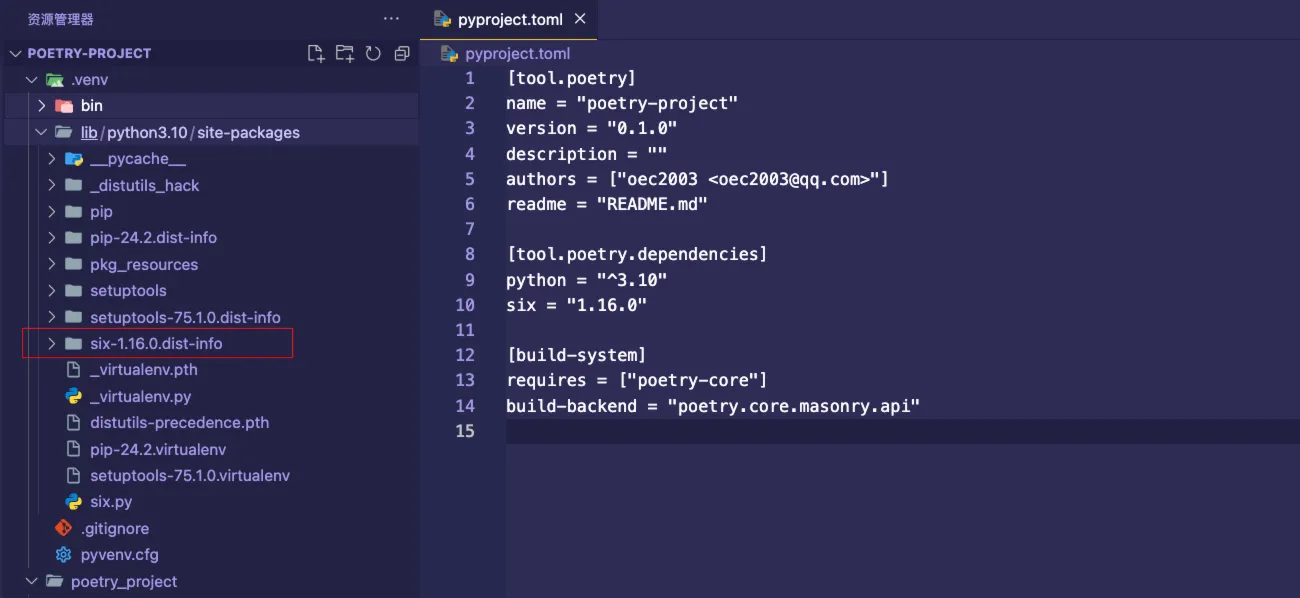 资源管理器
POETRY-PROJECT
.venv
bin
lib/python3.10/site-packages
__pycache__
_distutils_hack
pip
pip-24.2.dist-info
pkg_resources
setuptools
setuptools-75.1.0.dist-info
six-1.16.0.dist-info
_virtualenv.pth
_virtualenv.py
distutils-precedence.pth
pip-24.2.virtualenv
setuptools-75.1.0.virtualenv
six.py
.gitignore
pyvenv.cfg
poetry_project
pyproject.toml
pyproject.toml
1 [tool.poetry]
2 name = "poetry-project"
3 version = "0.1.0"
4 description = ""
5 authors = ["oec2003 <oec2003@qq.com>"]
6 readme = "README.md"
7
8 [tool.poetry.dependencies]
9 python = "^3.10"
10 six = "1.16.0"
11
12 [build-system]
13 requires = ["poetry-core"]
14 build-backend = "poetry.core.masonry.api"
15